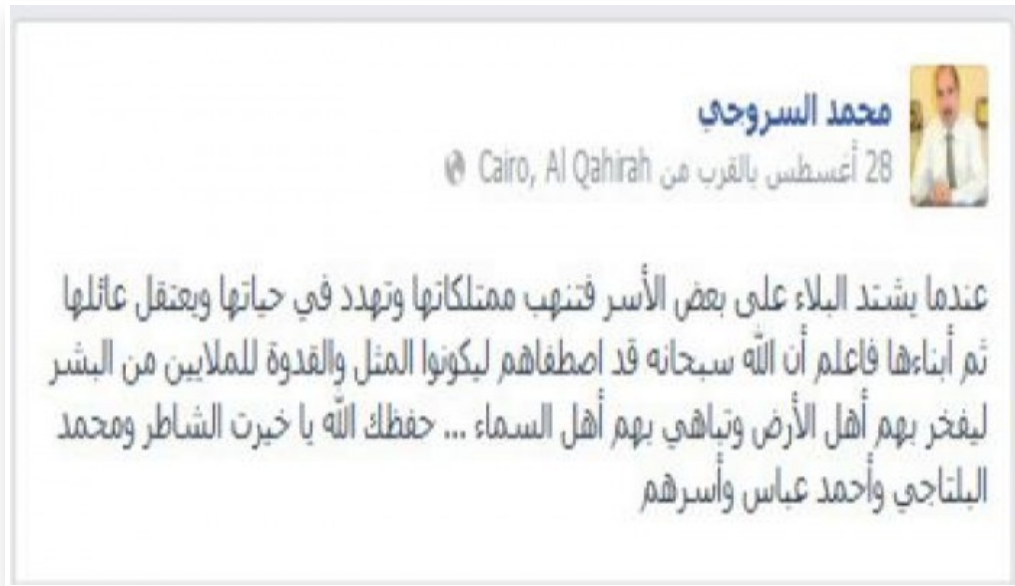 محمد السروجي
28 أغسطس بالقرب من Cairo, Al Qahirah
عندما يشتد البلاء على بعض الأسر فتنهب ممتلكاتها وتهدد في حياتها ويعتقل عائلها
ثم أبناءها فاعلم أن الله سبحانه قد اصطفاهم ليكونوا المثل والقدوة للملايين من البشر
ليفخر بهم أهل الأرض وتباهي بهم أهل السماء ... حفظك الله يا خيرت الشاطر ومحمد
البلتاجي وأحمد عباس وأسرهم